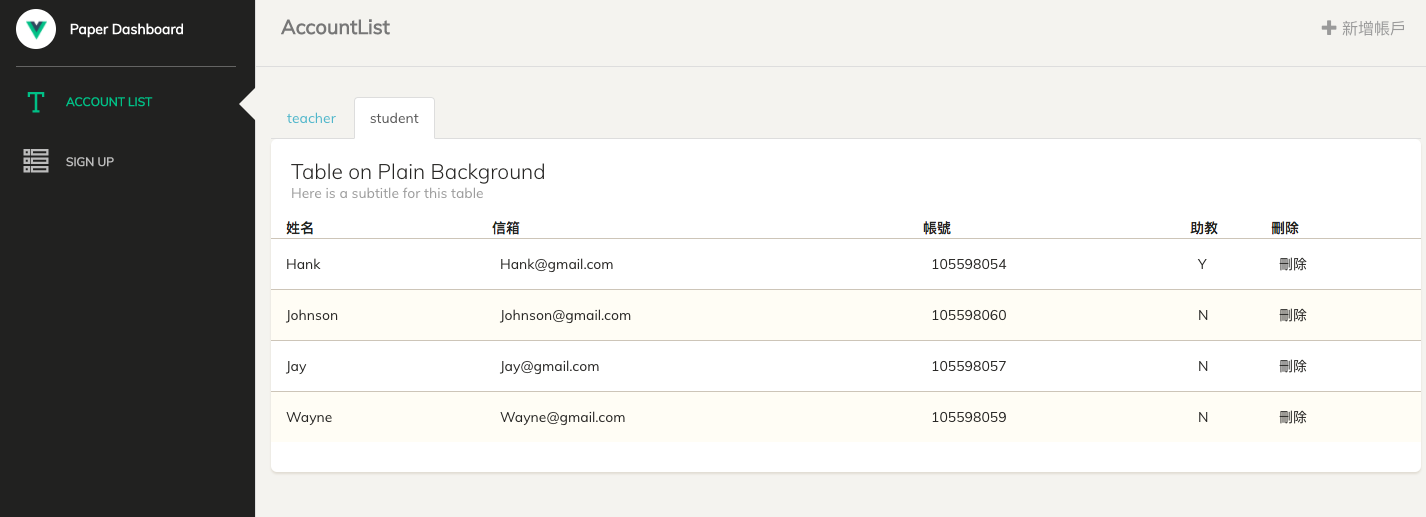 Paper Dashboard
AccountList
新增帳戶
ACCOUNT LIST
SIGN UP
teacher student
Table on Plain Background
Here is a subtitle for this table
姓名 信箱 帳號 助教 刪除
Hank Hank@gmail.com 105598054 Y 刪除
Johnson Johnson@gmail.com 105598060 N 刪除
Jay Jay@gmail.com 105598057 N 刪除
Wayne Wayne@gmail.com 105598059 N 刪除